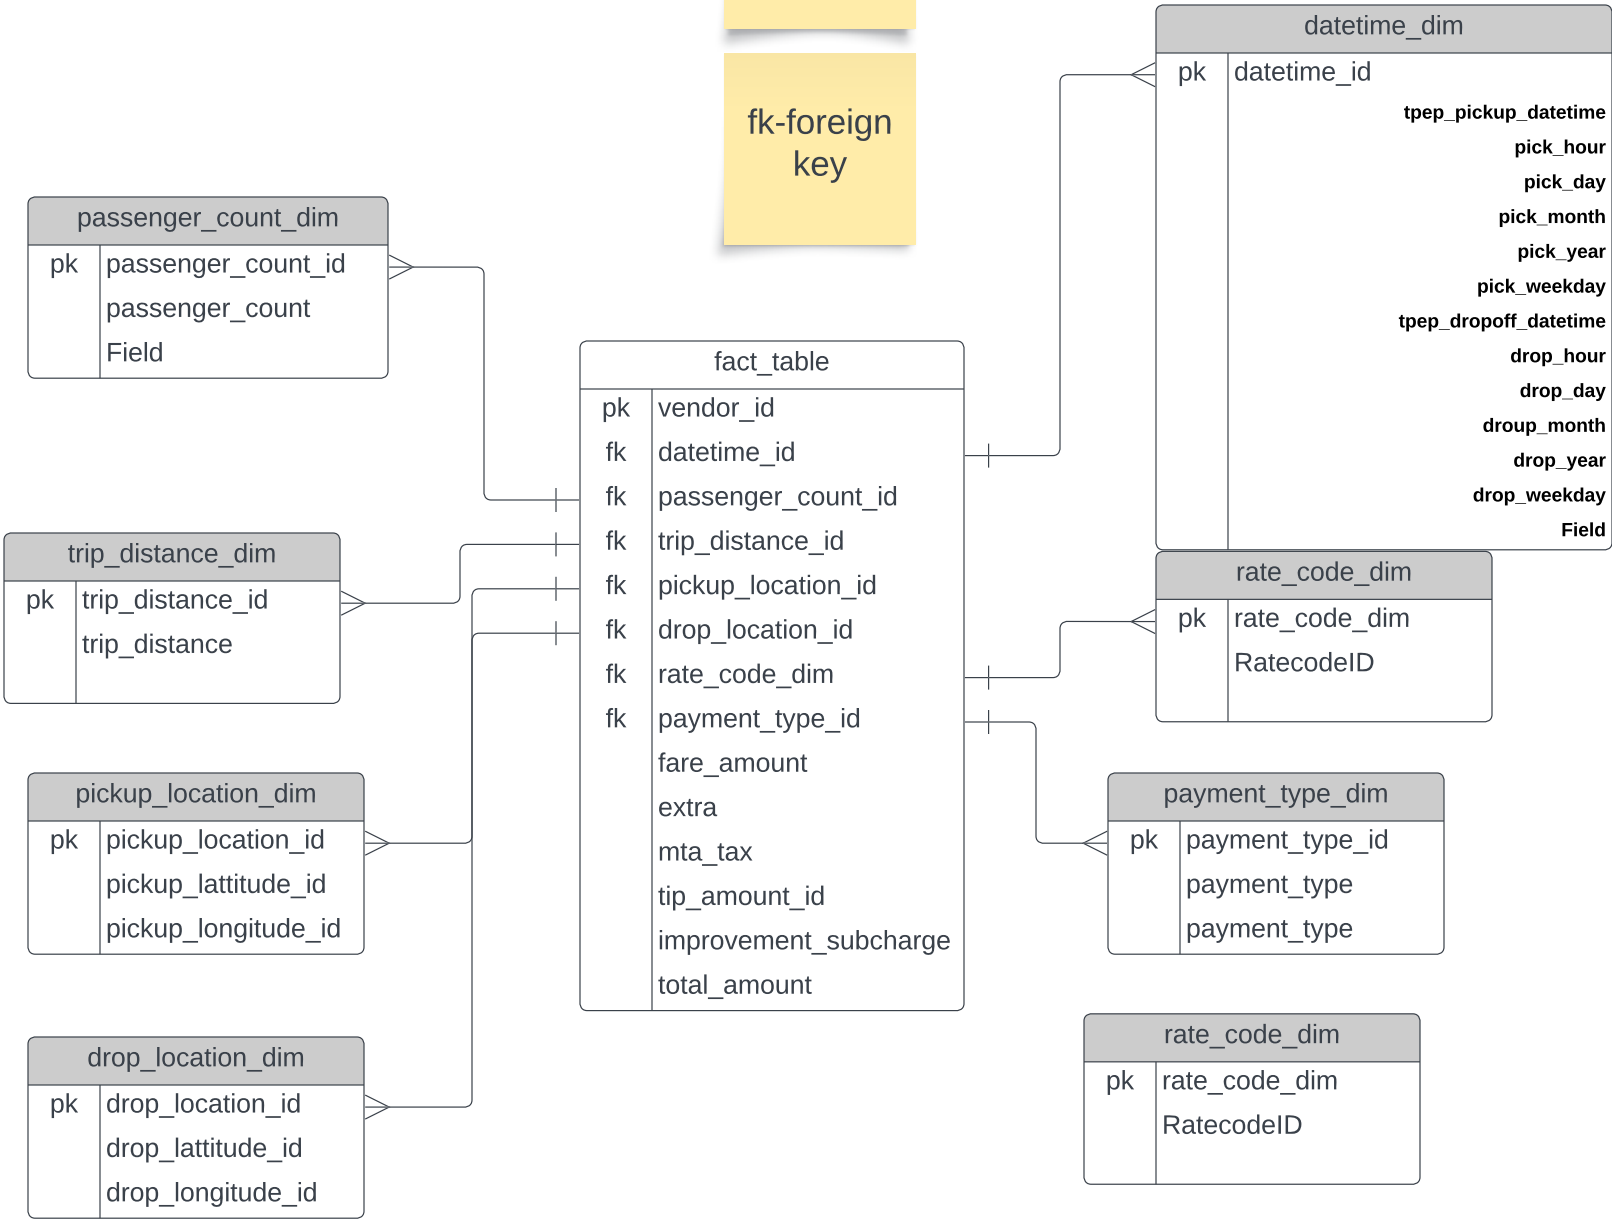 fk-foreign
key
datetime_dim
pk datetime_id
tpep_pickup_datetime
pick_hour
pick_day
pick_month
pick_year
pick_weekday
tpep_dropoff_datetime
drop_hour
drop_day
droup_month
drop_year
drop_weekday
Field
passenger_count_dim
pk passenger_count_id
passenger_count
Field
fact_table
pk vendor_id
fk datetime_id
fk passenger_count_id
fk trip_distance_id
fk pickup_location_id
fk drop_location_id
fk rate_code_dim
fk payment_type_id
fare_amount
extra
mta_tax
tip_amount_id
improvement_subcharge
total_amount
trip_distance_dim
pk trip_distance_id
trip_distance
rate_code_dim
pk rate_code_dim
RatecodeID
pickup_location_dim
pk pickup_location_id
pickup_lattitude_id
pickup_longitude_id
payment_type_dim
pk payment_type_id
payment_type
payment_type
drop_location_dim
pk drop_location_id
drop_lattitude_id
drop_longitude_id
rate_code_dim
pk rate_code_dim
RatecodeID